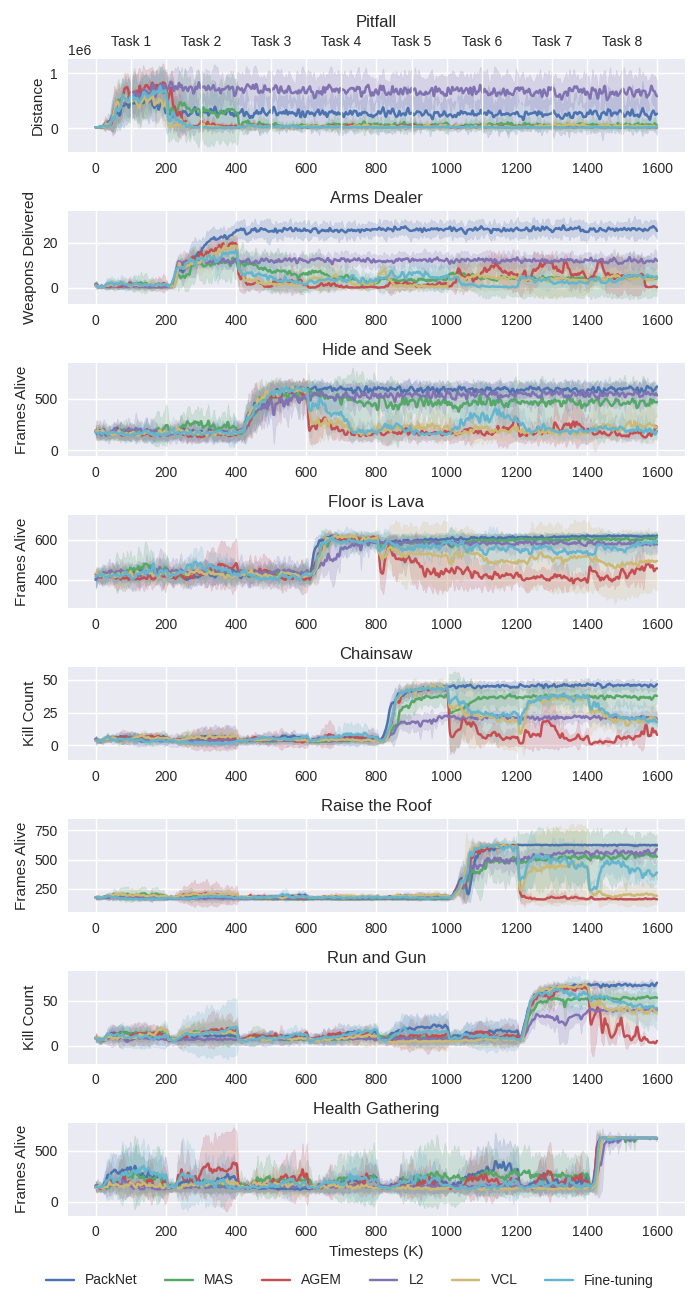 Pitfall
Task 1 Task 2 Task 3 Task 4 Task 5 Task 6 Task 7 Task 8
1e6
Distance
1
0
0 200 400 600 800 1000 1200 1400 1600
Arms Dealer
Weapons Delivered
20
0
0 200 400 600 800 1000 1200 1400 1600
Hide and Seek
Frames Alive
500
0
0 200 400 600 800 1000 1200 1400 1600
Floor is Lava
Frames Alive
600
400
0 200 400 600 800 1000 1200 1400 1600
Chainsaw
Kill Count
50
25
0
0 200 400 600 800 1000 1200 1400 1600
Raise the Roof
Frames Alive
750
500
250
0 200 400 600 800 1000 1200 1400 1600
Run and Gun
Kill Count
50
0
0 200 400 600 800 1000 1200 1400 1600
Health Gathering
Frames Alive
500
0
0 200 400 600 800 1000 1200 1400 1600
Timesteps (K)
PackNet MAS AGEM L2 VCL Fine-tuning